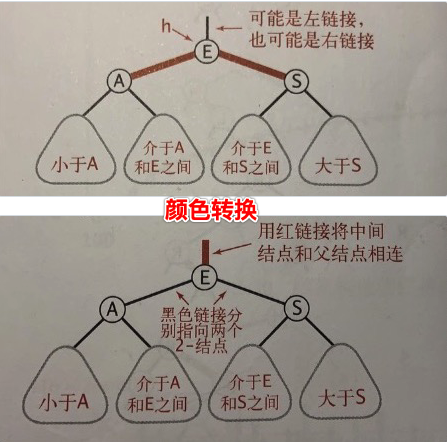 可能是左链接，
也可能是右链接
h
E
A
S
小于A
介于A
和E之间
介于E
和S之间
大于S
颜色转换
用红链接将中间
结点和父结点相连
E
A
S
黑色链接分
别指向两个
2-结点
小于A
介于A
和E之间
介于E
和S之间
大于S